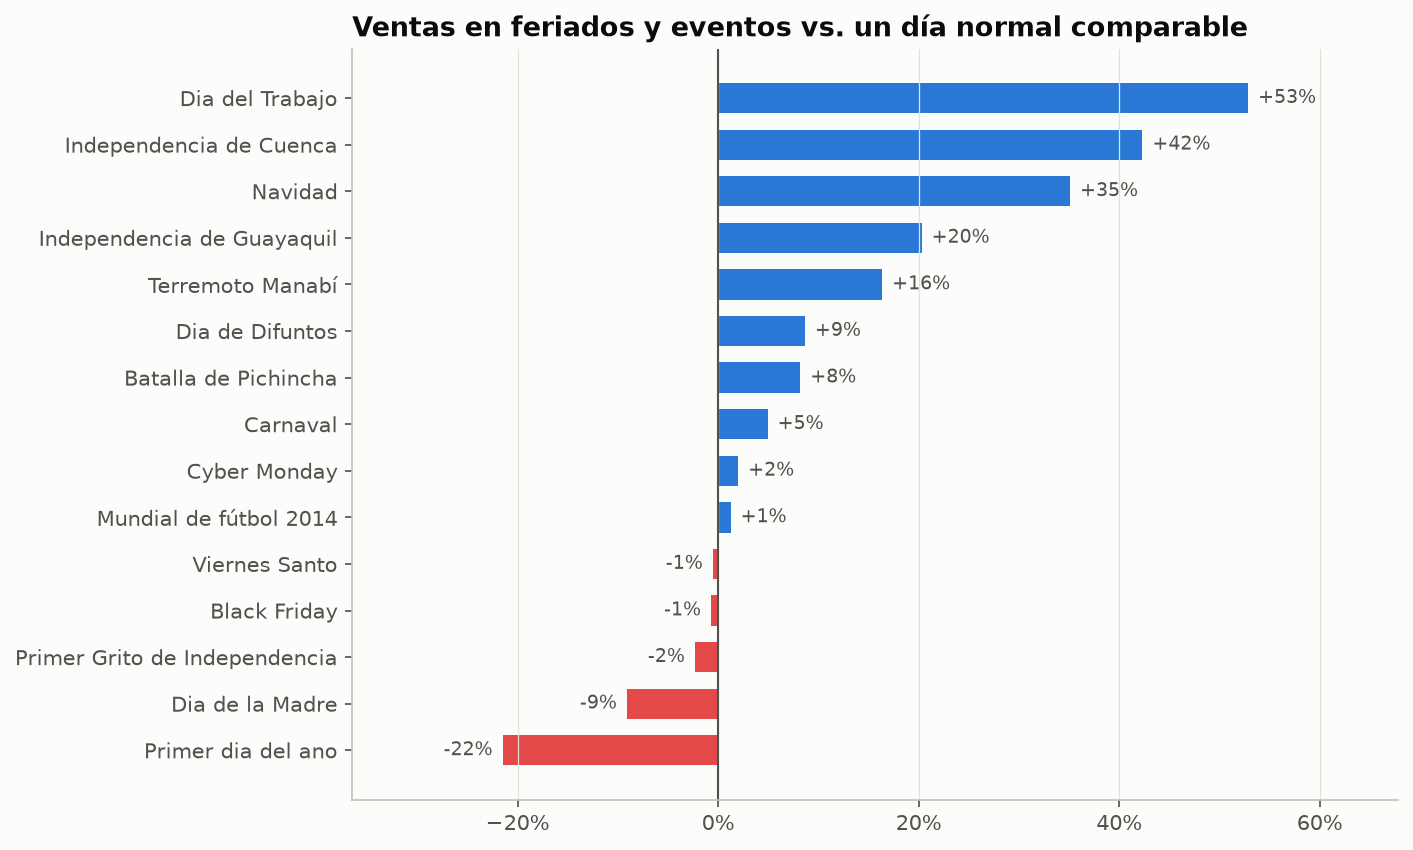 Ventas en feriados y eventos vs. un día normal comparable
Dia del Trabajo +53%
Independencia de Cuenca +42%
Navidad +35%
Independencia de Guayaquil +20%
Terremoto Manabí +16%
Dia de Difuntos +9%
Batalla de Pichincha +8%
Carnaval +5%
Cyber Monday +2%
Mundial de fútbol 2014 +1%
Viernes Santo -1%
Black Friday -1%
Primer Grito de Independencia -2%
Dia de la Madre -9%
Primer dia del ano -22%
−20% 0% 20% 40% 60%